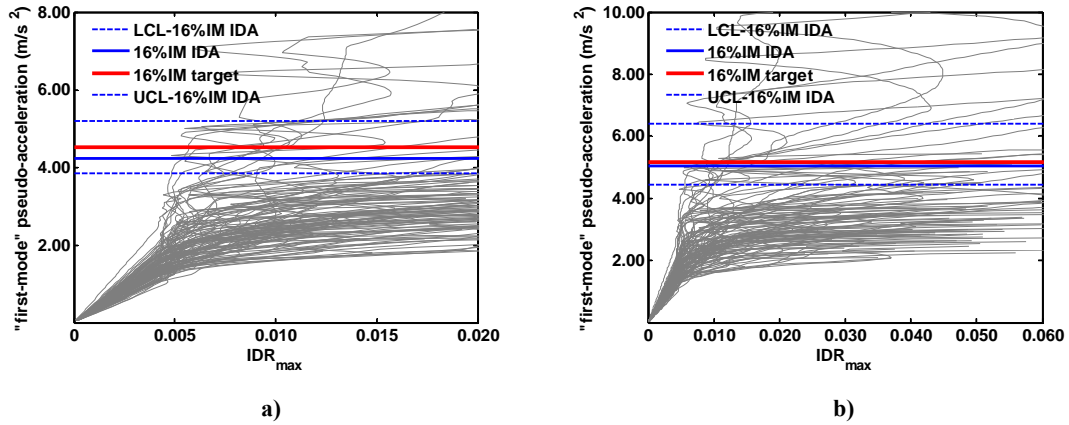 8.00
6.00
4.00
2.00
"first-mode" pseudo-acceleration (m/s²)
LCL-16%IM IDA
16%IM IDA
16%IM target
UCL-16%IM IDA
0 0.005 0.010 0.015 0.020
IDR_max
a)
10.00
8.00
6.00
4.00
2.00
"first-mode" pseudo-acceleration (m/s²)
LCL-16%IM IDA
16%IM IDA
16%IM target
UCL-16%IM IDA
0 0.010 0.020 0.030 0.040 0.050 0.060
IDR_max
b)